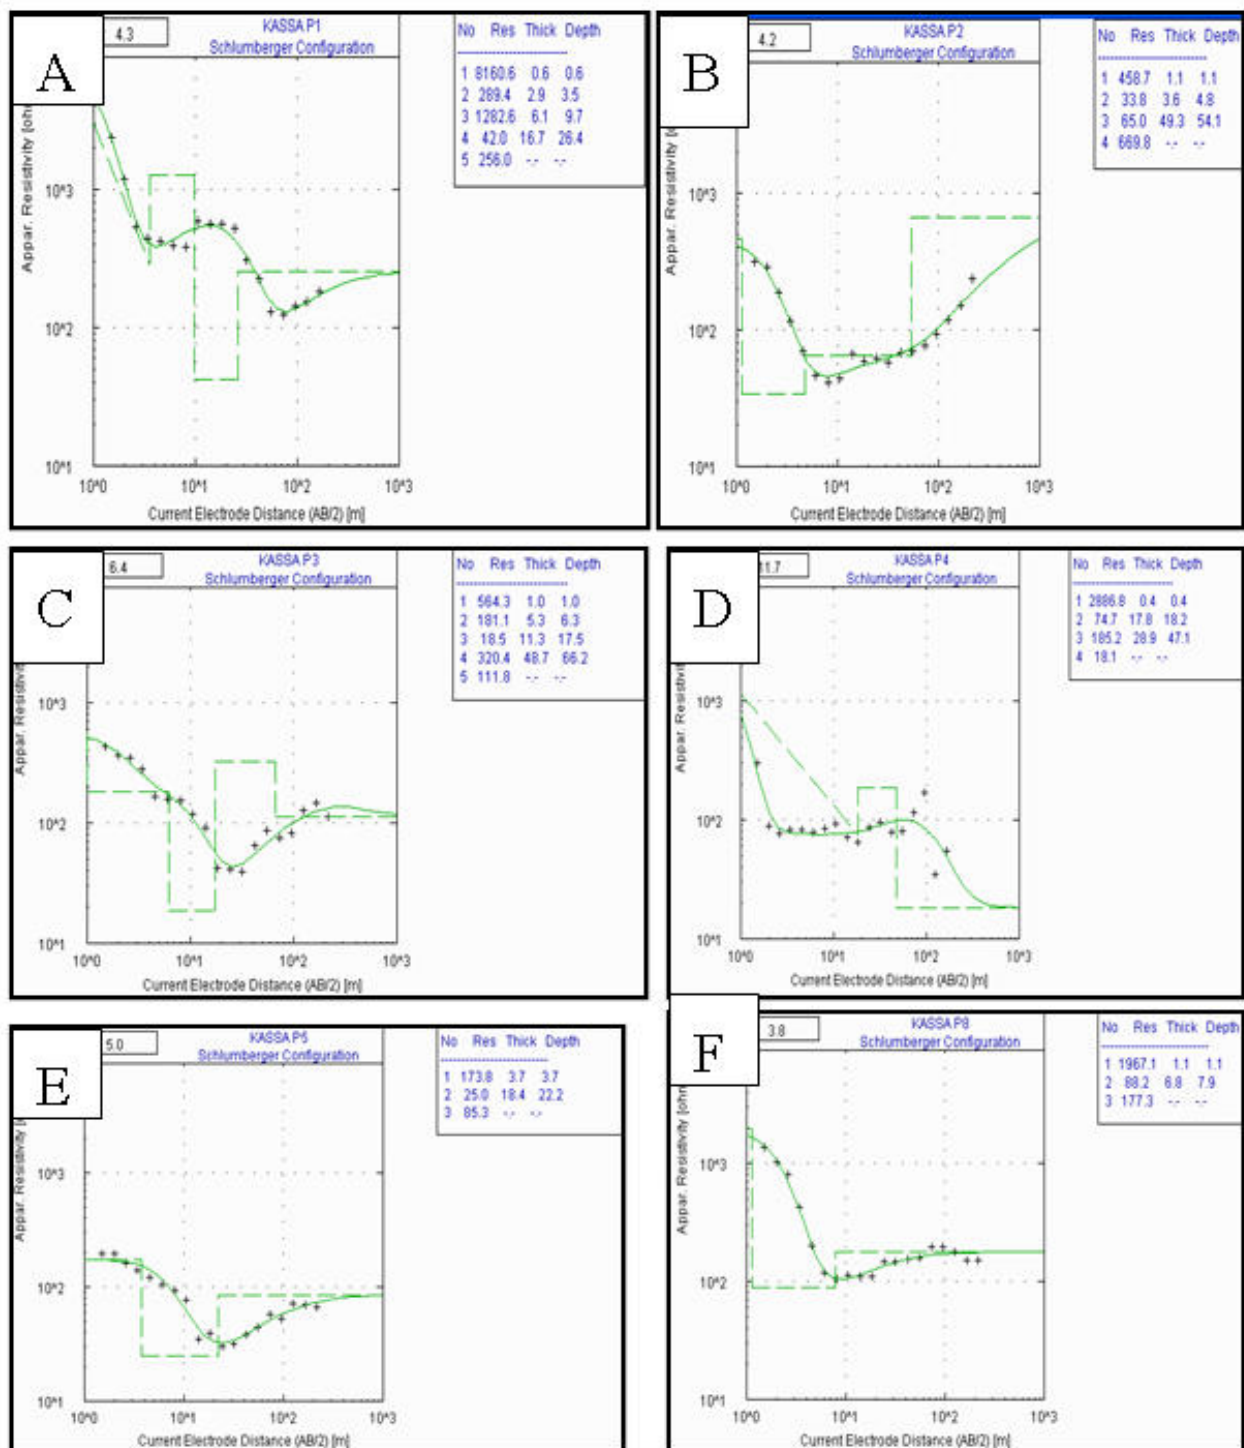 A
4.3
KASSA P1
Schlumberger Configuration
No Res Thick Depth
1 8160.6 0.6 0.6
2 289.4 2.9 3.5
3 1282.6 6.1 9.7
4 42.0 16.7 26.4
5 256.0 -.- -.-
Appar. Resistivity [ohm
10^3
10^2
10^1
10^0 10^1 10^2 10^3
Current Electrode Distance (AB/2) [m]
B
4.2
KASSA P2
Schlumberger Configuration
No Res Thick Depth
1 458.7 1.1 1.1
2 33.8 3.6 4.8
3 65.0 49.3 54.1
4 669.8 -.- -.-
Appar. Resistivity [o
10^3
10^2
10^1
10^0 10^1 10^2 10^3
Current Electrode Distance (AB/2) [m]
C
6.4
KASSA P3
Schlumberger Configuration
No Res Thick Depth
1 564.3 1.0 1.0
2 181.1 5.3 6.3
3 18.5 11.3 17.5
4 320.4 48.7 66.2
5 111.8 -.- -.-
Appar. Resistivit
10^3
10^2
10^1
10^0 10^1 10^2 10^3
Current Electrode Distance (AB/2) [m]
D
11.7
KASSA P4
Schlumberger Configuration
No Res Thick Depth
1 2886.8 0.4 0.4
2 74.7 17.8 18.2
3 185.2 28.9 47.1
4 18.1 -.- -.-
Appar. Resistivi
10^3
10^2
10^1
10^0 10^1 10^2 10^3
Current Electrode Distance (AB/2) [m]
E
5.0
KASSA P5
Schlumberger Configuration
No Res Thick Depth
1 173.8 3.7 3.7
2 25.0 18.4 22.2
3 85.3 -.- -.-
Appar. Resistivity [
10^3
10^2
10^1
10^0 10^1 10^2 10^3
Current Electrode Distance (AB/2) [m]
F
3.8
KASSA P8
Schlumberger Configuration
No Res Thick Depth
1 1967.1 1.1 1.1
2 88.2 6.8 7.9
3 177.3 -.- -.-
Appar. Resistivity [ohm
10^3
10^2
10^1
10^0 10^1 10^2 10^3
Current Electrode Distance (AB/2) [m]